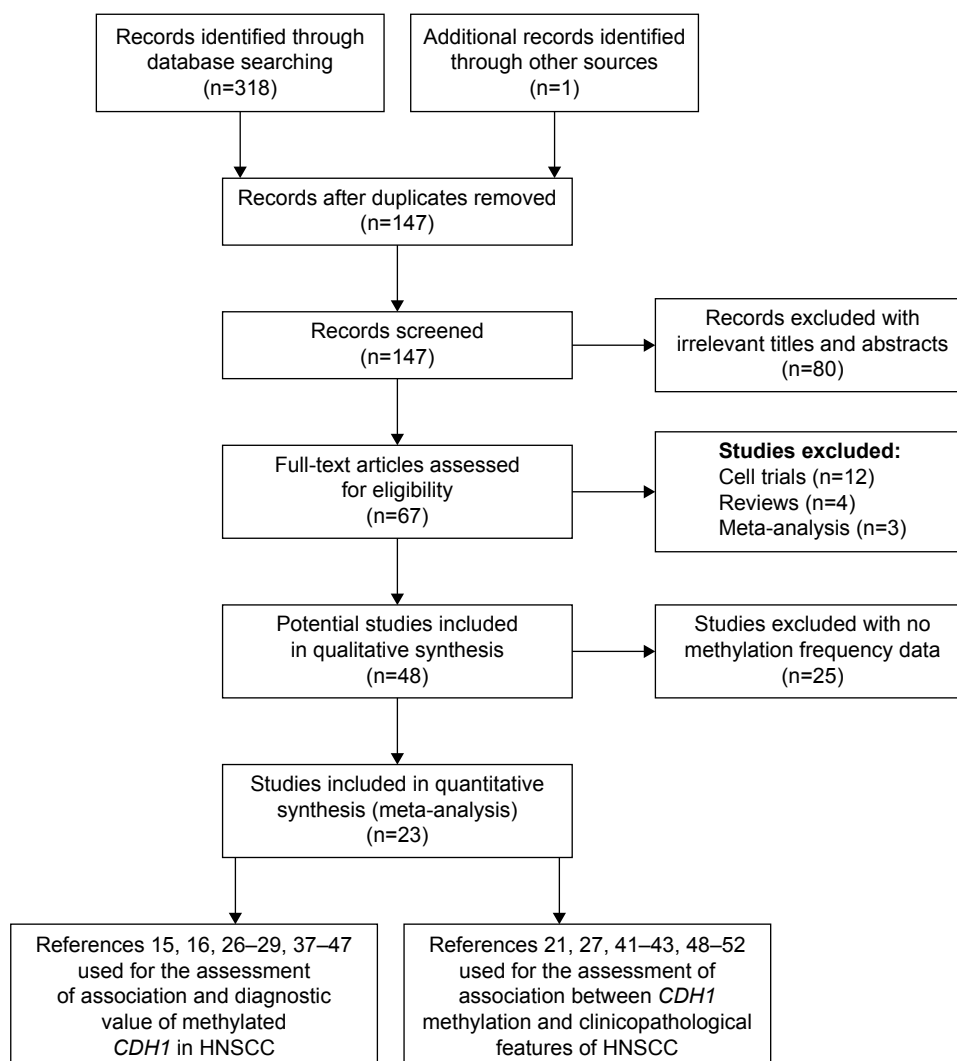 Records identified through
database searching
(n=318)
Additional records identified
through other sources
(n=1)
Records after duplicates removed
(n=147)
Records screened
(n=147)
Records excluded with
irrelevant titles and abstracts
(n=80)
Full-text articles assessed
for eligibility
(n=67)
Studies excluded:
Cell trials (n=12)
Reviews (n=4)
Meta-analysis (n=3)
Potential studies included
in qualitative synthesis
(n=48)
Studies excluded with no
methylation frequency data
(n=25)
Studies included in quantitative
synthesis (meta-analysis)
(n=23)
References 15, 16, 26–29, 37–47
used for the assessment
of association and diagnostic
value of methylated
CDH1 in HNSCC
References 21, 27, 41–43, 48–52
used for the assessment of
association between CDH1
methylation and clinicopathological
features of HNSCC